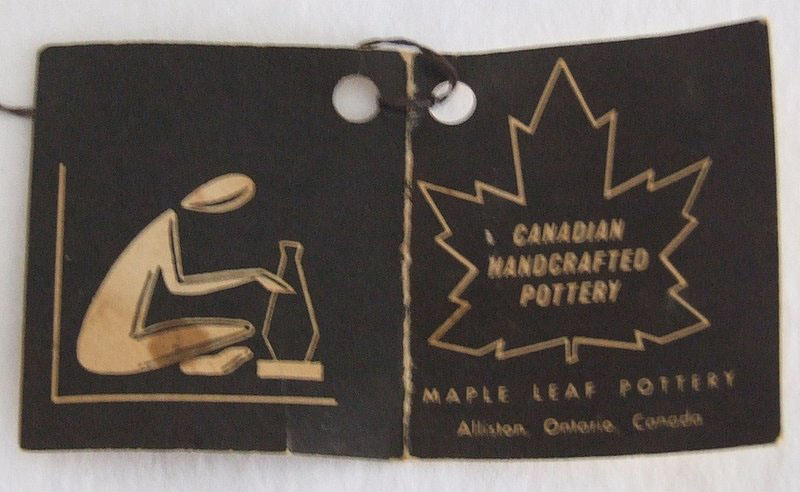 CANADIAN
HANDCRAFTED
POTTERY
MAPLE LEAF POTTERY
Alliston, Ontario, Canada